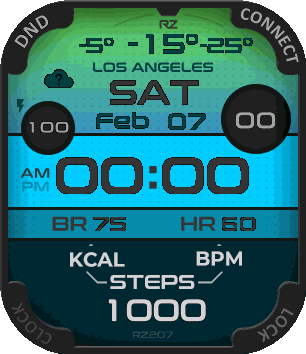 DND
RZ
CONNECT
-5° -15° -25°
LOS ANGELES
SAT
Feb 07
100
00
AM
PM
00:00
BR 75 HR 60
KCAL BPM
STEPS
1000
CLOCK
LOCK
RZ207